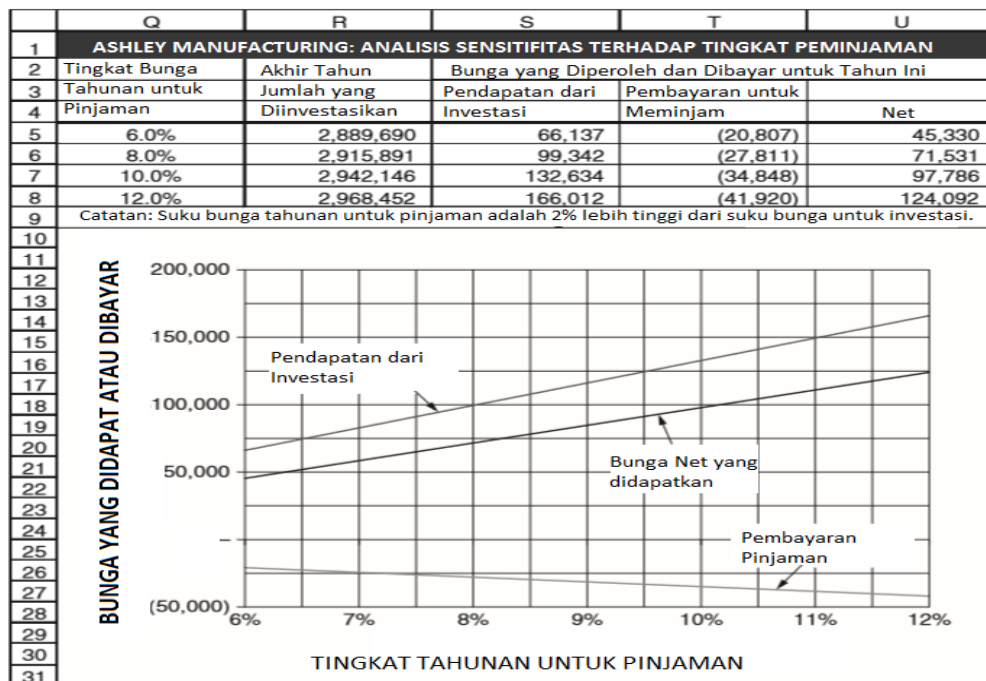 Q R S T U
1 ASHLEY MANUFACTURING: ANALISIS SENSITIFITAS TERHADAP TINGKAT PEMINJAMAN
2 Tingkat Bunga Akhir Tahun Bunga yang Diperoleh dan Dibayar untuk Tahun Ini
3 Tahunan untuk Jumlah yang Pendapatan dari Pembayaran untuk
4 Pinjaman Diinvestasikan Investasi Meminjam Net
5 6.0% 2,889,690 66,137 (20,807) 45,330
6 8.0% 2,915,891 99,342 (27,811) 71,531
7 10.0% 2,942,146 132,634 (34,848) 97,786
8 12.0% 2,968,452 166,012 (41,920) 124,092
9 Catatan: Suku bunga tahunan untuk pinjaman adalah 2% lebih tinggi dari suku bunga untuk investasi.
10
11
12
13
14
15
16
17
18
19
20
21
22
23
24
25
26
27
28
29
30
31
BUNGA YANG DIDAPAT ATAU DIBAYAR
200,000
150,000
100,000
50,000
–
(50,000)
Pendapatan dari
Investasi
Bunga Net yang
didapatkan
Pembayaran
Pinjaman
6% 7% 8% 9% 10% 11% 12%
TINGKAT TAHUNAN UNTUK PINJAMAN